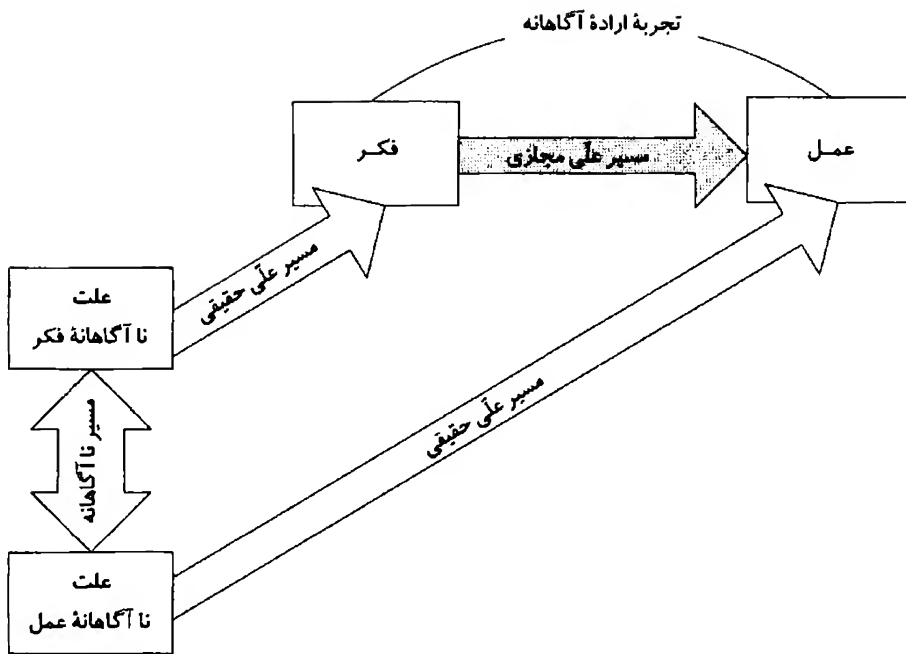 تجربهٔ ارادهٔ آگاهانه
عمـل
مسیر علّی مجازی
فکـر
مسیر علّی حقیقی
علت
نا آگاهانهٔ فکر
مسیر علّی حقیقی
مسیر نا آگاهانه
علت
نا آگاهانهٔ عمل